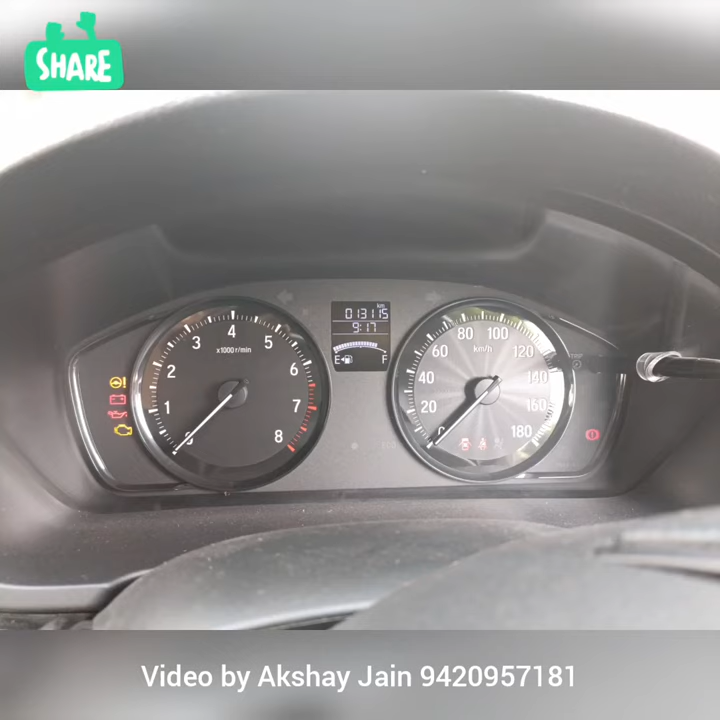 SHARE
km
013115
9:17
E F
0 1 2 3 4 5 6 7 8
x1000r/min
0 20 40 60 80 100 120 140 160 180
km/h
Video by Akshay Jain 9420957181